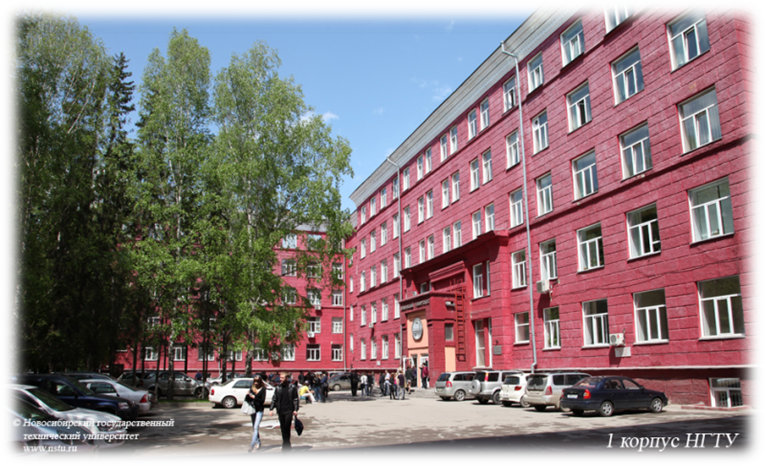 © Новосибирский государственный
технический университет
www.nstu.ru
1 корпус НГТУ